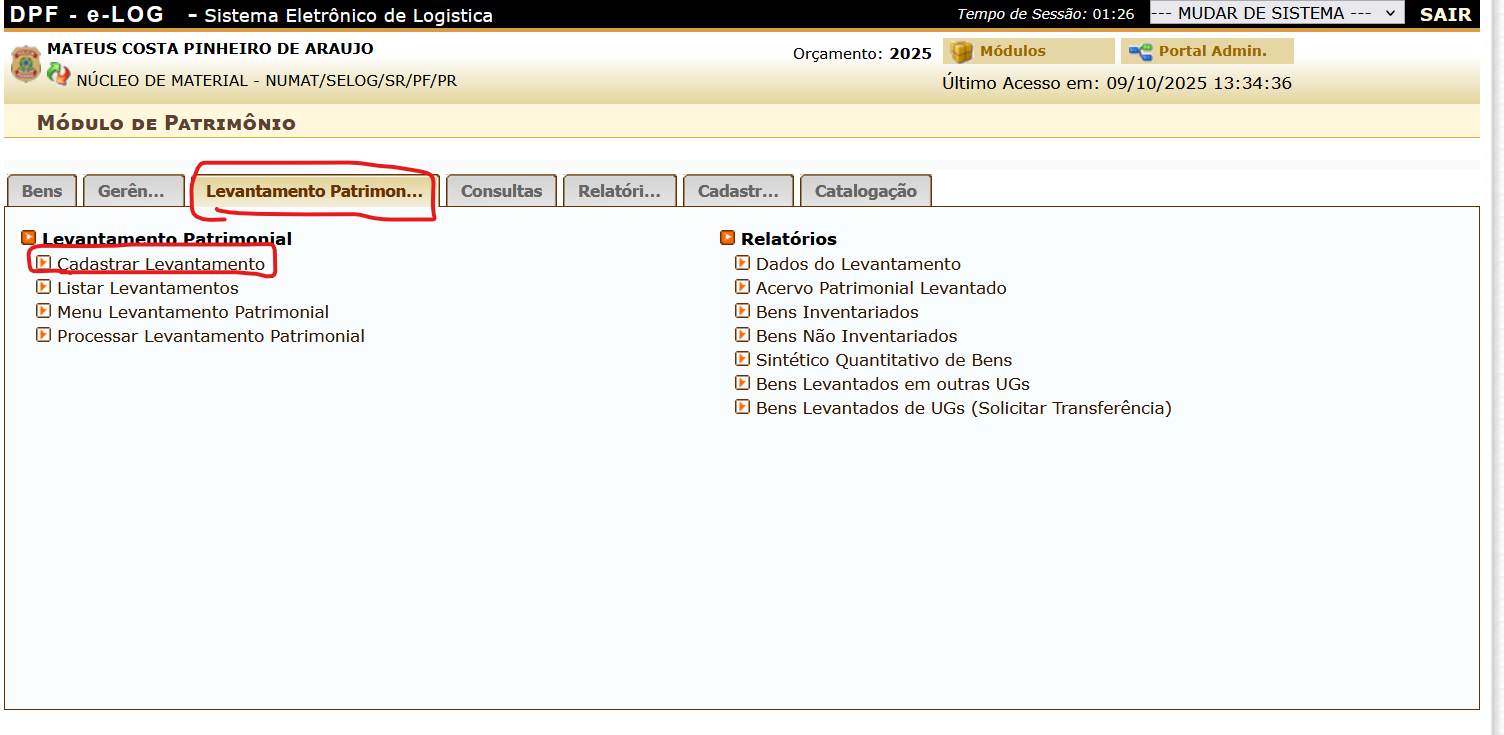 DPF - e-LOG - Sistema Eletrônico de Logistica
Tempo de Sessão: 01:26 --- MUDAR DE SISTEMA --- SAIR
MATEUS COSTA PINHEIRO DE ARAUJO
NÚCLEO DE MATERIAL - NUMAT/SELOG/SR/PF/PR
Orçamento: 2025 Módulos Portal Admin.
Último Acesso em: 09/10/2025 13:34:36
Módulo de Patrimônio
Bens Gerên... Levantamento Patrimon... Consultas Relatóri... Cadastr... Catalogação
Levantamento Patrimonial
Cadastrar Levantamento
Listar Levantamentos
Menu Levantamento Patrimonial
Processar Levantamento Patrimonial
Relatórios
Dados do Levantamento
Acervo Patrimonial Levantado
Bens Inventariados
Bens Não Inventariados
Sintético Quantitativo de Bens
Bens Levantados em outras UGs
Bens Levantados de UGs (Solicitar Transferência)